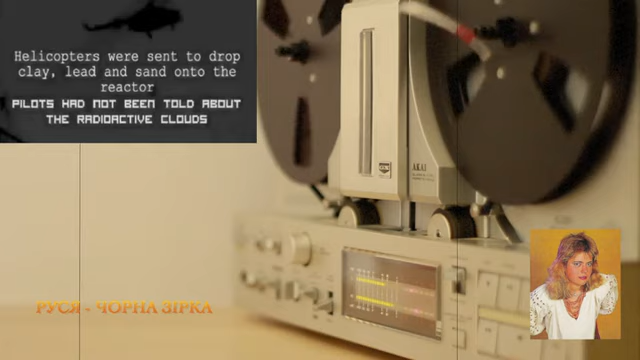 Helicopters were sent to drop
clay, lead and sand onto the
reactor
PILOTS HAD NOT BEEN TOLD ABOUT
THE RADIOACTIVE CLOUDS
AKAI
РУСЯ - ЧОРНА ЗІРКА